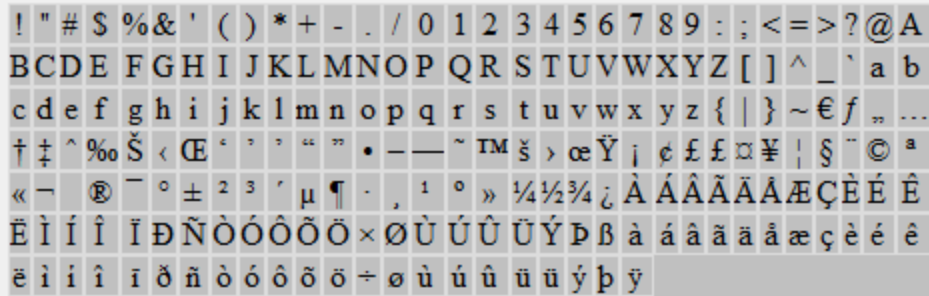 ! " # $ % & ' ( ) * + - . / 0 1 2 3 4 5 6 7 8 9 : ; < = > ? @ A
B C D E F G H I J K L M N O P Q R S T U V W X Y Z [ ] ^ _ ` a b
c d e f g h i j k l m n o p q r s t u v w x y z { | } ~ € ƒ „ …
† ‡ ˆ ‰ Š ‹ Œ ‘ ’ ’ “ ” • – — ˜ ™ š › œ Ÿ ¡ ¢ £ £ ¤ ¥ ¦ § ¨ © ª
« ¬ ® ¯ ° ± ² ³ ´ µ ¶ · ¸ ¹ º » ¼ ½ ¾ ¿ À Á Â Ã Ä Å Æ Ç È É Ê
Ë Ì Í Î Ï Ð Ñ Ò Ó Ô Õ Ö × Ø Ù Ú Û Ü Ý Þ ß à á â ã ä å æ ç è é ê
ë ì í î ï ð ñ ò ó ô õ ö ÷ ø ù ú û ü ü ý þ ÿ